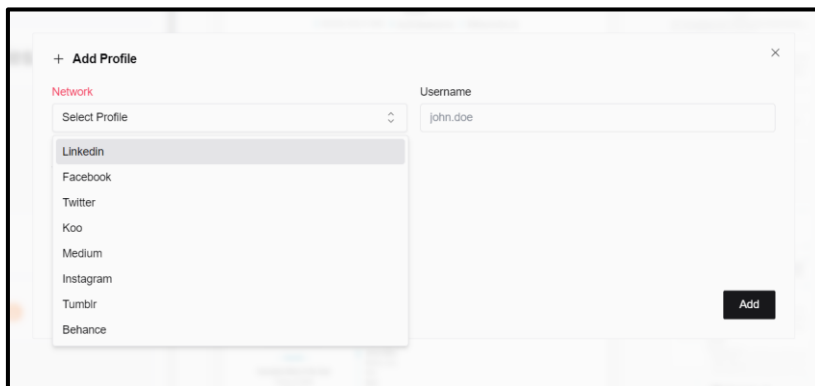 + Add Profile
Network
Username
Select Profile
john.doe
Linkedin
Facebook
Twitter
Koo
Medium
Instagram
Tumblr
Behance
Add